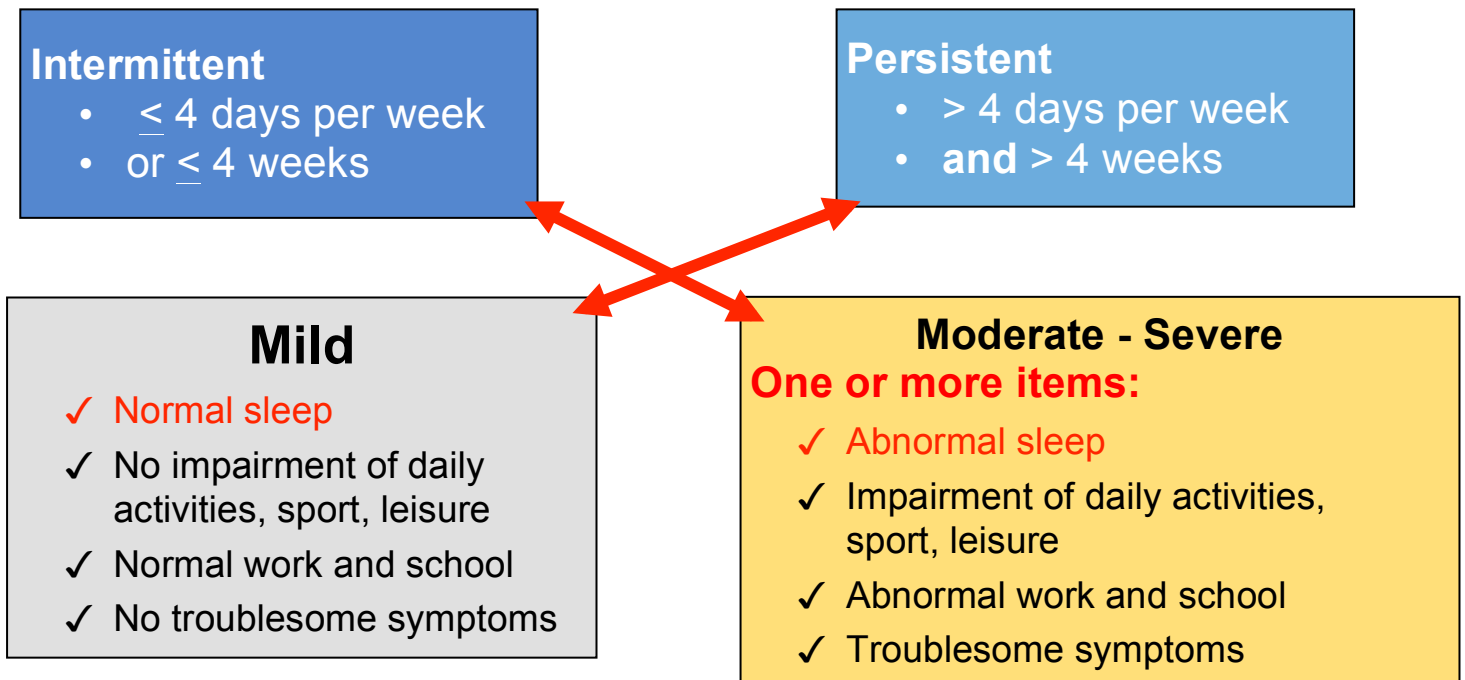 Intermittent
• ≤ 4 days per week
• or ≤ 4 weeks
Persistent
• > 4 days per week
• and > 4 weeks
Mild
✓ Normal sleep
✓ No impairment of daily
activities, sport, leisure
✓ Normal work and school
✓ No troublesome symptoms
Moderate - Severe
One or more items:
✓ Abnormal sleep
✓ Impairment of daily activities,
sport, leisure
✓ Abnormal work and school
✓ Troublesome symptoms